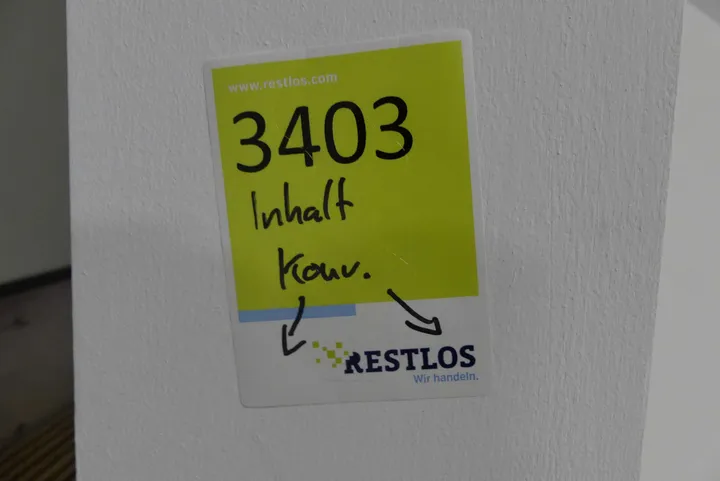 www.restlos.com
3403
Inhalt
Konv.
RESTLOS
Wir handeln.